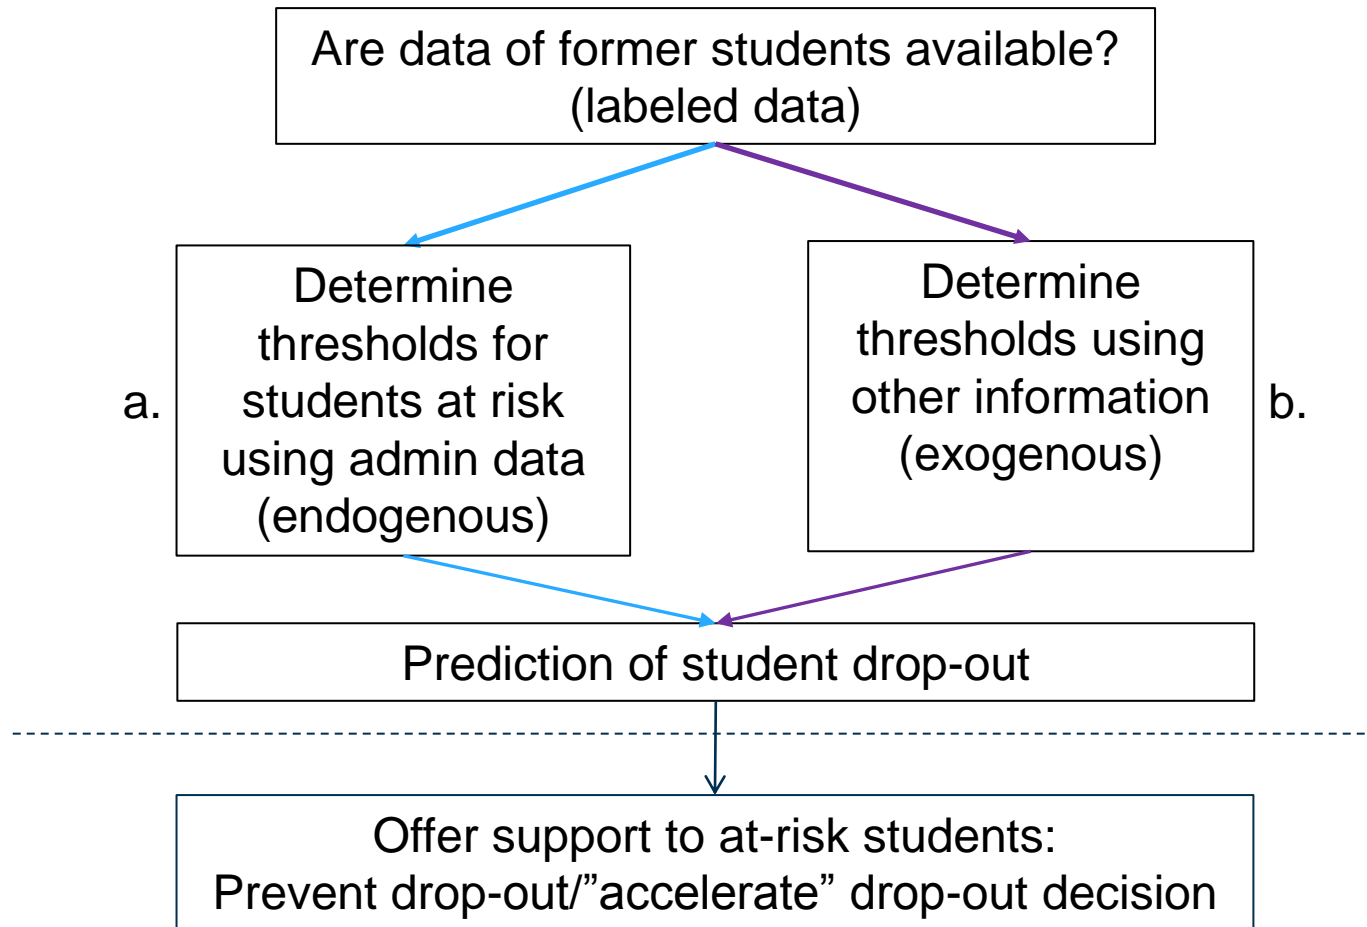 Are data of former students available?
(labeled data)
a.
Determine
thresholds for
students at risk
using admin data
(endogenous)
Determine
thresholds using
other information
(exogenous)
b.
Prediction of student drop-out
Offer support to at-risk students:
Prevent drop-out/”accelerate” drop-out decision